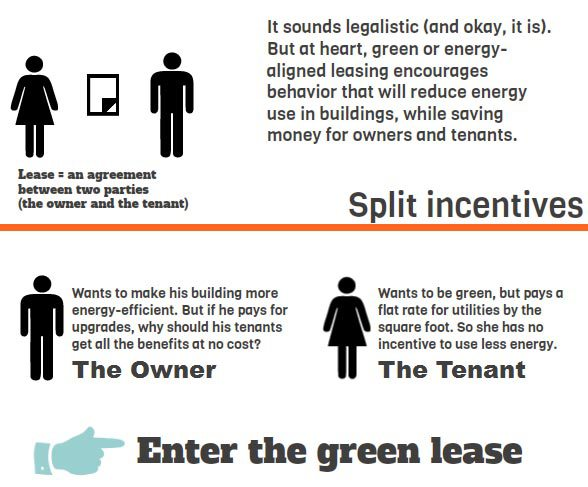 It sounds legalistic (and okay, it is).
But at heart, green or energy-
aligned leasing encourages
behavior that will reduce energy
use in buildings, while saving
money for owners and tenants.
Lease = an agreement
between two parties
(the owner and the tenant)
Split incentives
Wants to make his building more
energy-efficient. But if he pays for
upgrades, why should his tenants
get all the benefits at no cost?
The Owner
Wants to be green, but pays a
flat rate for utilities by the
square foot. So she has no
incentive to use less energy.
The Tenant
Enter the green lease